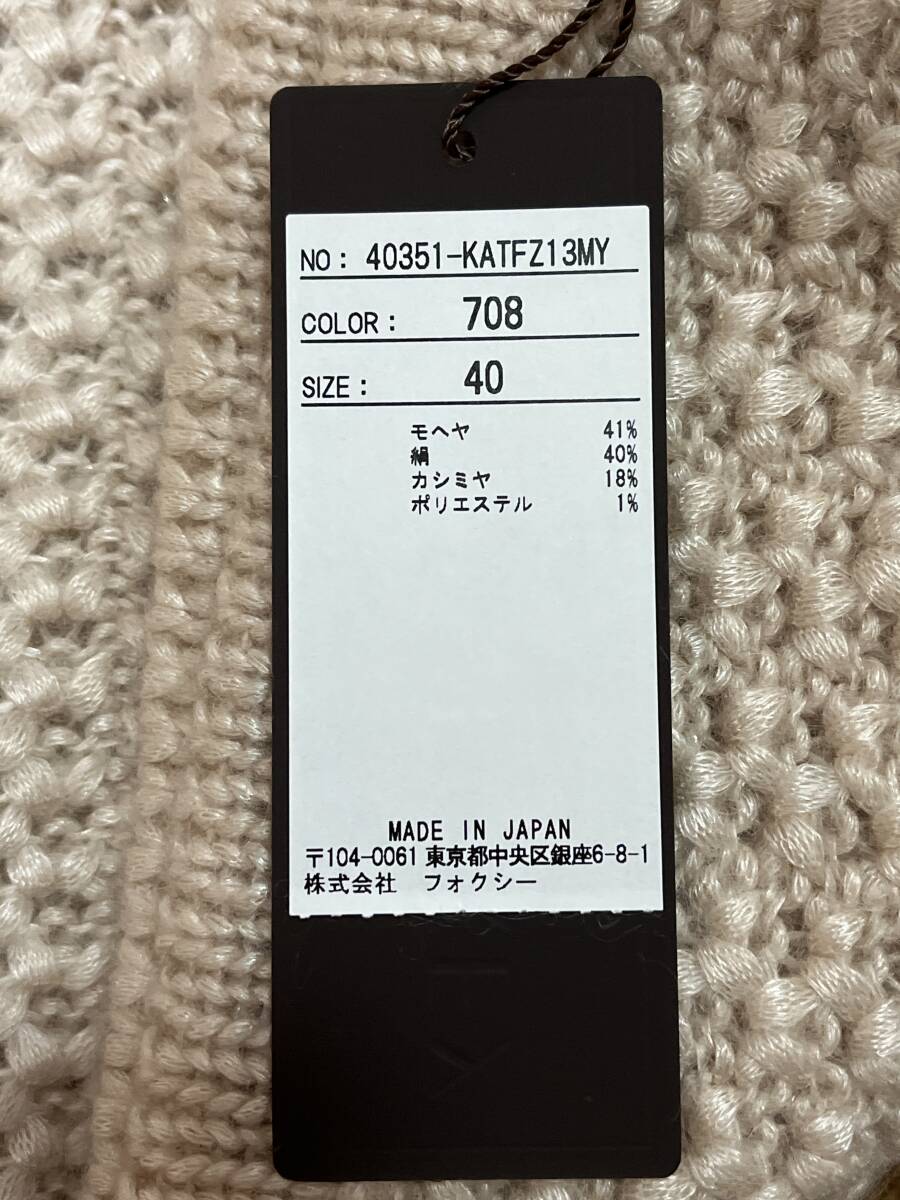 NO: 40351-KATFZ13MY
COLOR: 708
SIZE: 40
モヘヤ 41%
絹 40%
カシミヤ 18%
ポリエステル 1%
MADE IN JAPAN
〒104-0061 東京都中央区銀座6-8-1
株式会社 フォクシー